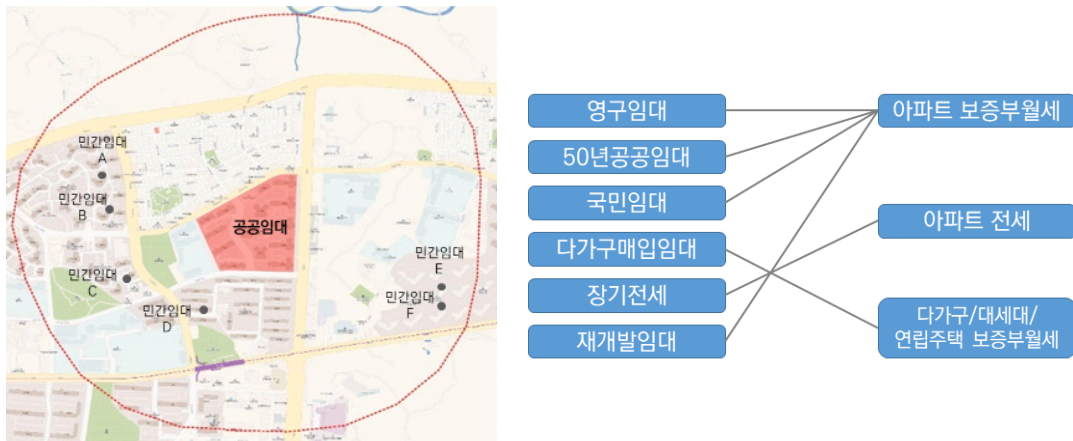 민간임대
A
민간임대
B
공공임대
민간임대
C
민간임대
D
민간임대
E
민간임대
F
영구임대
50년공공임대
국민임대
다가구매입임대
장기전세
재개발임대
아파트 보증부월세
아파트 전세
다가구/대세대/
연립주택 보증부월세